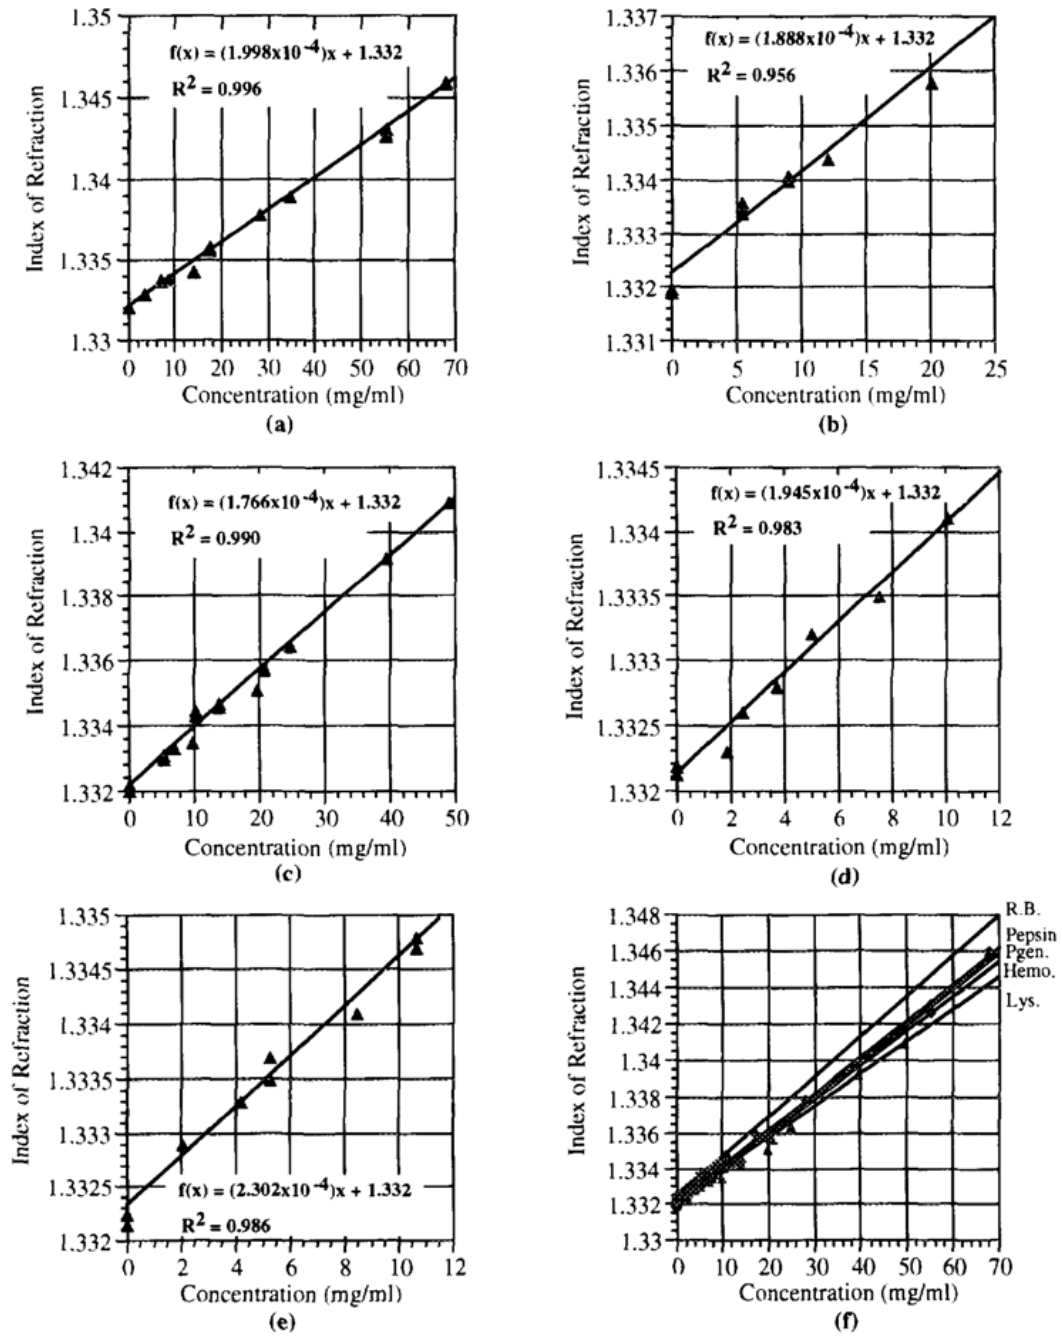 1.35
f(x) = (1.998x10⁻⁴)x + 1.332
R² = 0.996
1.345
1.34
1.335
1.33
Index of Refraction
0 10 20 30 40 50 60 70
Concentration (mg/ml)
(a)
1.337
f(x) = (1.888x10⁻⁴)x + 1.332
1.336
R² = 0.956
1.335
1.334
1.333
1.332
1.331
Index of Refraction
0 5 10 15 20 25
Concentration (mg/ml)
(b)
1.342
f(x) = (1.766x10⁻⁴)x + 1.332
1.34
R² = 0.990
1.338
1.336
1.334
1.332
Index of Refraction
0 10 20 30 40 50
Concentration (mg/ml)
(c)
1.3345
f(x) = (1.945x10⁻⁴)x + 1.332
1.334
R² = 0.983
1.3335
1.333
1.3325
1.332
Index of Refraction
0 2 4 6 8 10 12
Concentration (mg/ml)
(d)
1.335
1.3345
1.334
1.3335
1.333
1.3325
f(x) = (2.302x10⁻⁴)x + 1.332
R² = 0.986
1.332
Index of Refraction
0 2 4 6 8 10 12
Concentration (mg/ml)
(e)
1.348
1.346
1.344
1.342
1.34
1.338
1.336
1.334
1.332
1.33
Index of Refraction
R.B.
Pepsin
Pgen.
Hemo.
Lys.
0 10 20 30 40 50 60 70
Concentration (mg/ml)
(f)